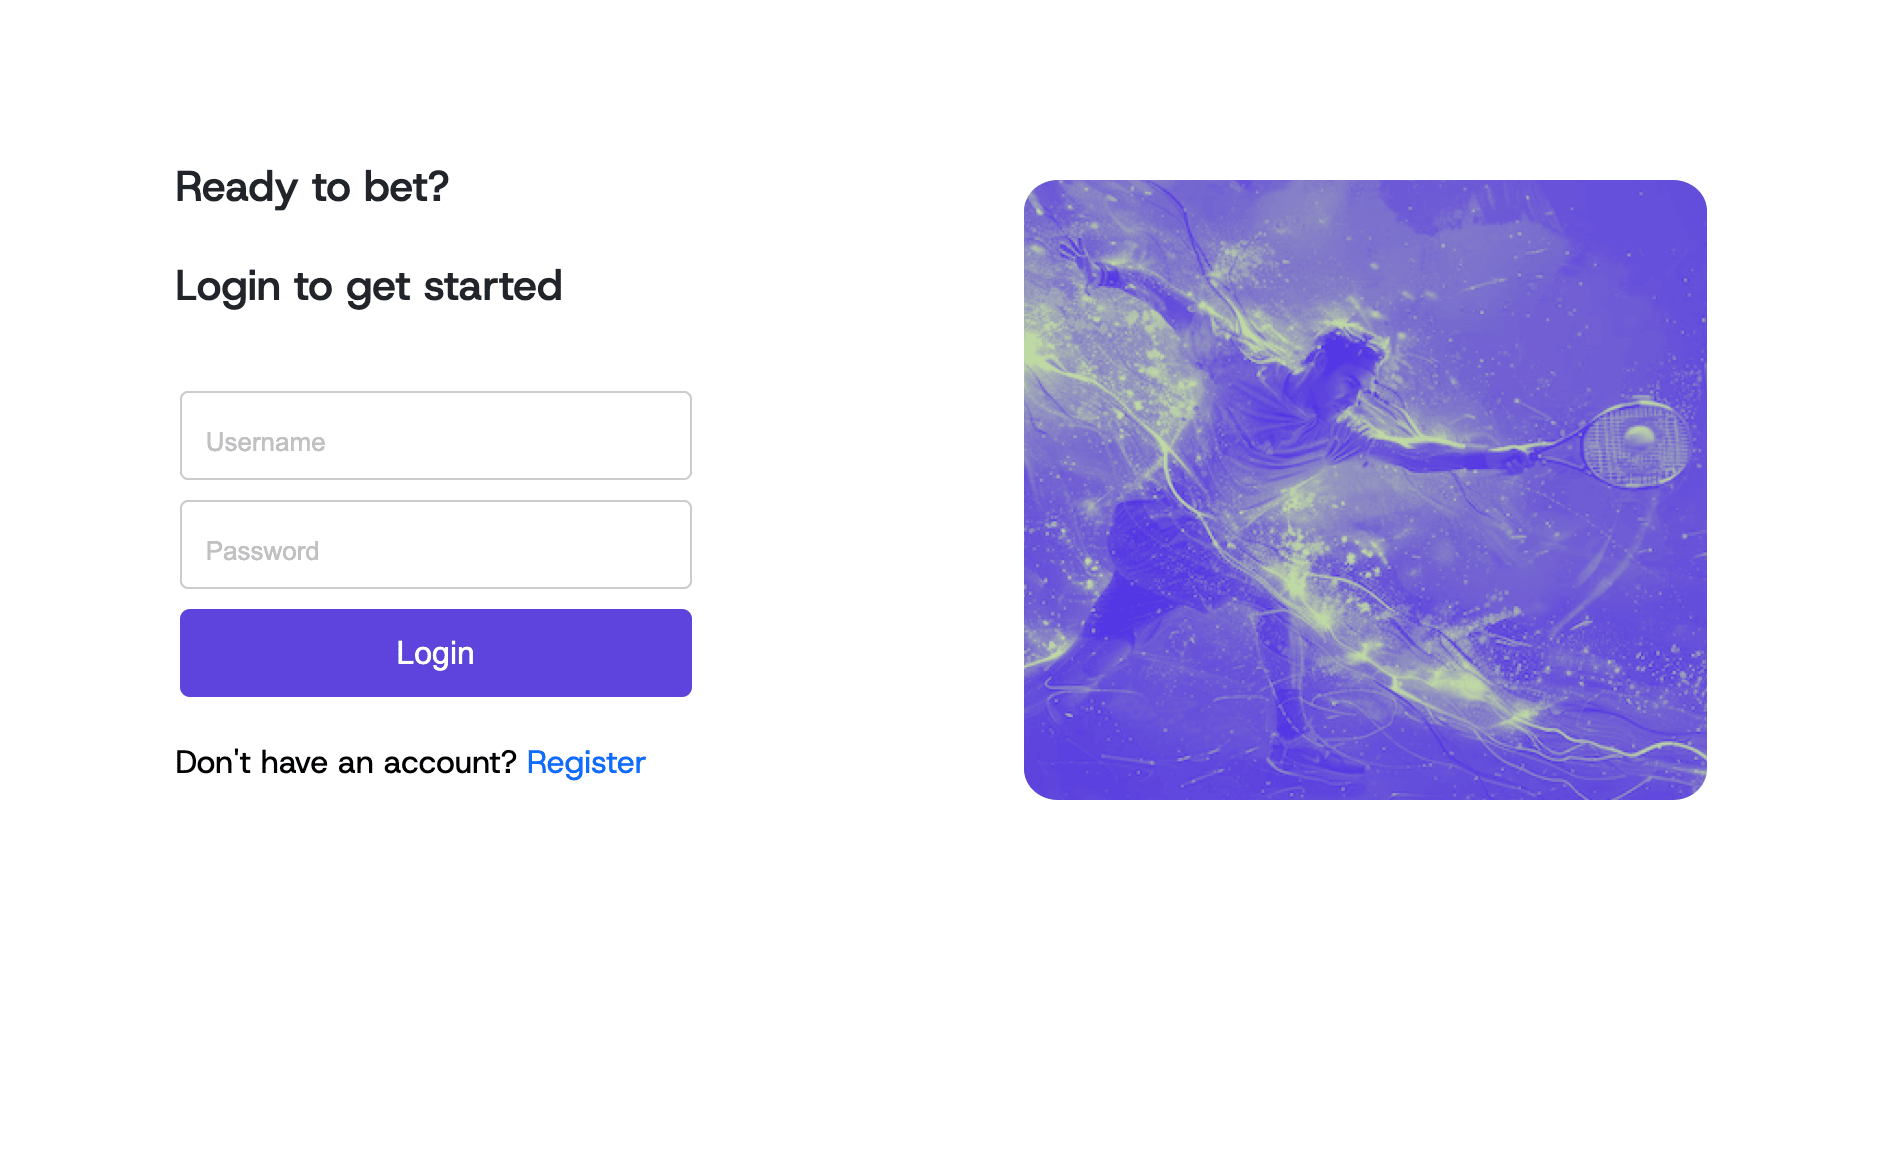 Ready to bet?
Login to get started
Username
Password
Login
Don't have an account? Register